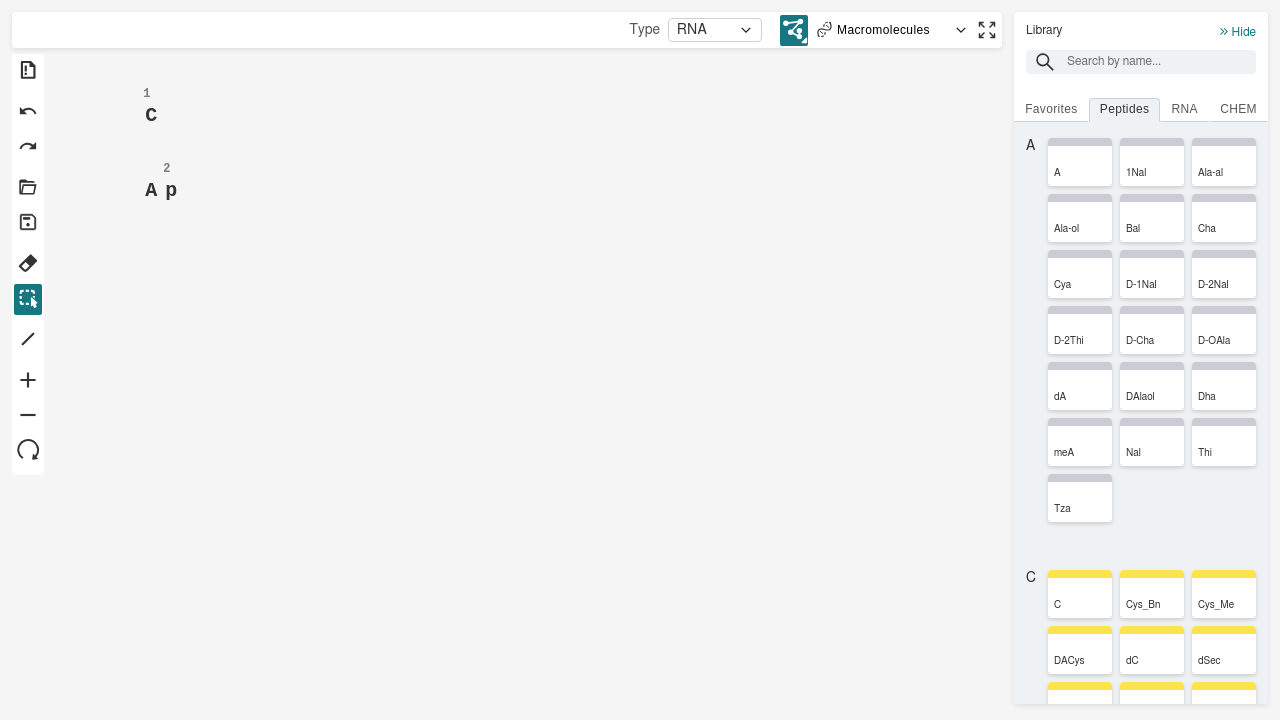 Type RNA Macromolecules
1
C
2
A p
Library
Hide
Search by name...
Favorites Peptides RNA CHEM
A
A 1Nal Ala-al
Ala-ol Bal Cha
Cya D-1Nal D-2Nal
D-2Thi D-Cha D-OAla
dA DAlaol Dha
meA Nal Thi
Tza
C
C Cys_Bn Cys_Me
DACys dC dSec